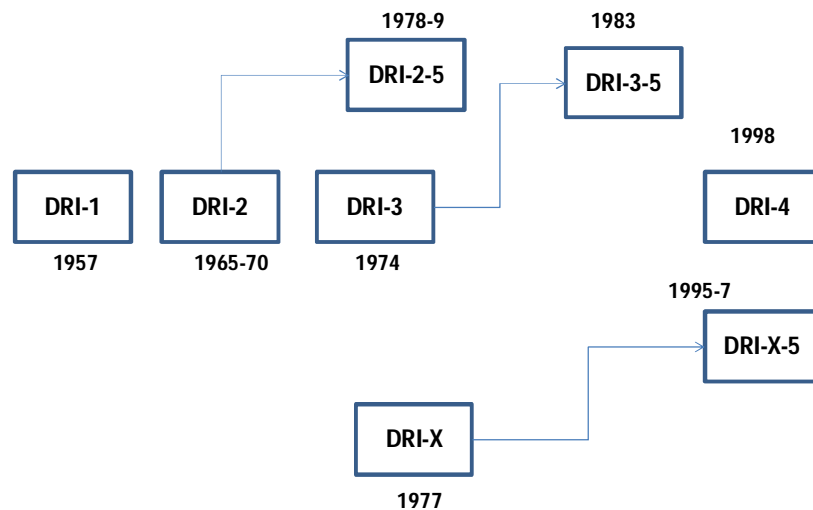 1978-9
1983
DRI-2-5
DRI-3-5
1998
DRI-1
DRI-2
DRI-3
DRI-4
1957
1965-70
1974
1995-7
DRI-X-5
DRI-X
1977